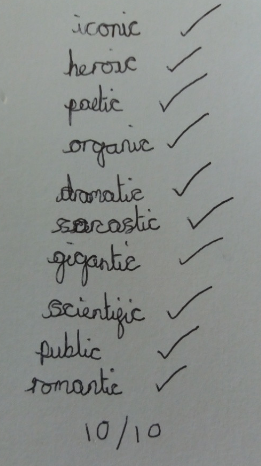 iconic ✓
heroic ✓
poetic ✓
organic ✓
dramatic ✓
sarcastic ✓
gigantic ✓
scientific ✓
public ✓
romantic ✓
10/10